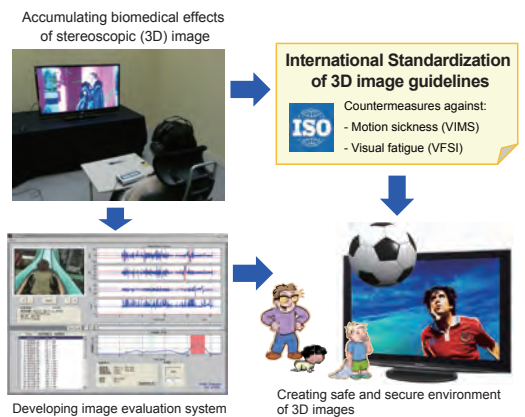 Accumulating biomedical effects
of stereoscopic (3D) image
International Standardization
of 3D image guidelines
ISO
Countermeasures against:
- Motion sickness (VIMS)
- Visual fatigue (VFSI)
Developing image evaluation system
Creating safe and secure environment
of 3D images